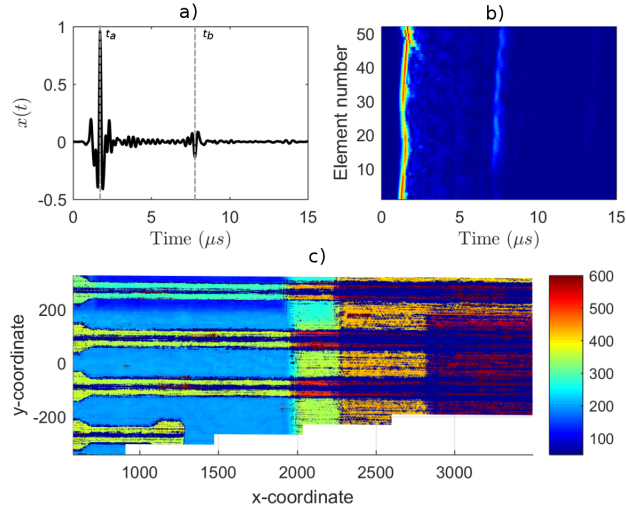 a)
b)
t_a
t_b
1
0.5
0
-0.5
x(t)
0
5
10
15
Time (μs)
50
40
30
20
10
Element number
0
5
10
15
Time (μs)
c)
200
0
-200
y-coordinate
1000
1500
2000
2500
3000
x-coordinate
600
500
400
300
200
100